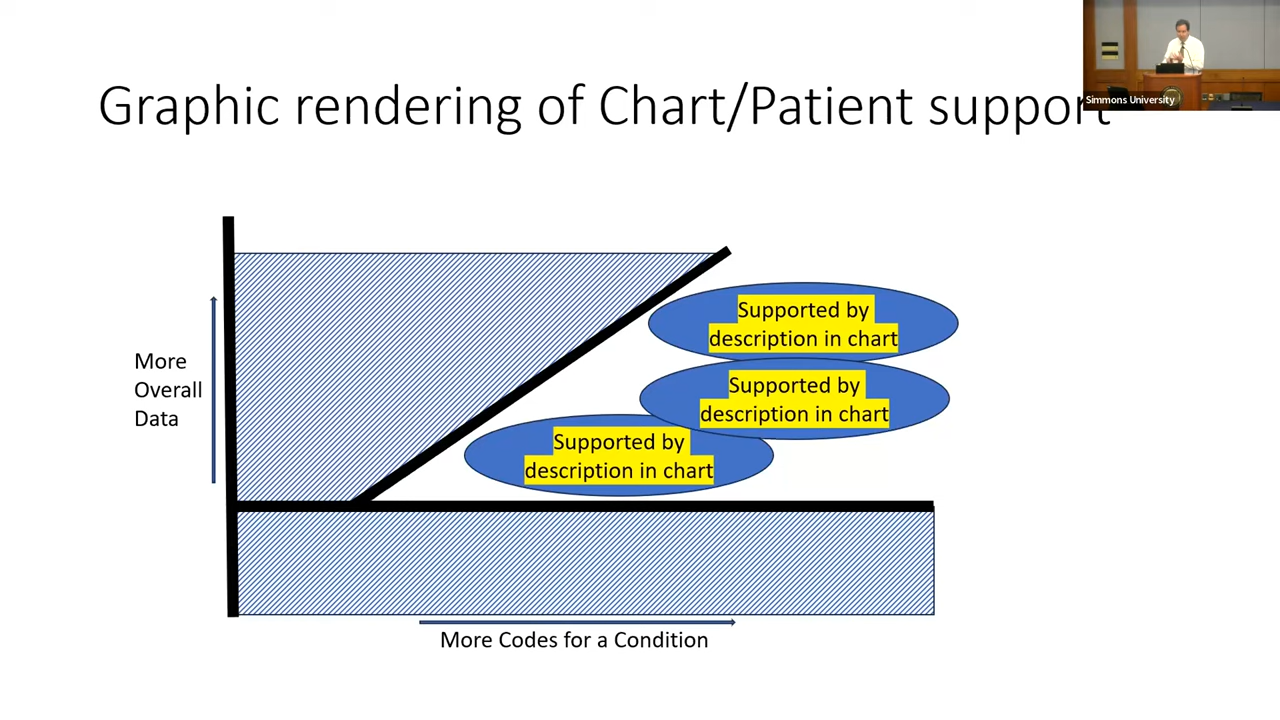 Graphic rendering of Chart/Patient support
Simmons University
Supported by
description in chart
Supported by
description in chart
Supported by
description in chart
More
Overall
Data
More Codes for a Condition